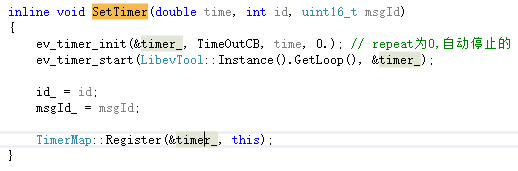 inline void SetTimer(double time, int id, uint16_t msgId)
{
    ev_timer_init(&timer_, TimeOutCB, time, 0.); // repeat为0,自动停止的
    ev_timer_start(LibevTool::Instance().GetLoop(), &timer_);
    id_ = id;
    msgId_ = msgId;
    TimerMap::Register(&timer_, this);
}